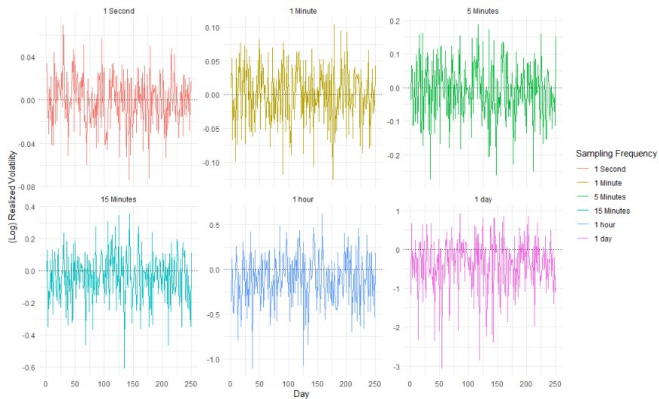 1 Second
1 Minute
5 Minutes
0.04
0.00
-0.04
-0.08
0.10
0.05
0.00
-0.05
-0.10
0.2
0.1
0.0
-0.1
-0.2
15 Minutes
1 hour
1 day
0.4
0.2
0.0
-0.2
-0.4
-0.6
0.5
0.0
-0.5
-1.0
1
0
-1
-2
-3
0 50 100 150 200 250
0 50 100 150 200 250
0 50 100 150 200 250
(Log) Realized Volatility
Day
Sampling Frequency
1 Second
1 Minute
5 Minutes
15 Minutes
1 hour
1 day